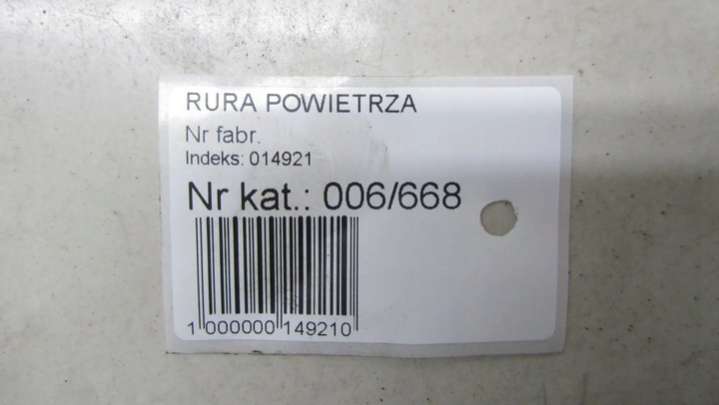 RURA POWIETRZA
Nr fabr.
Indeks: 014921
Nr kat.: 006/668
1 000000 149210